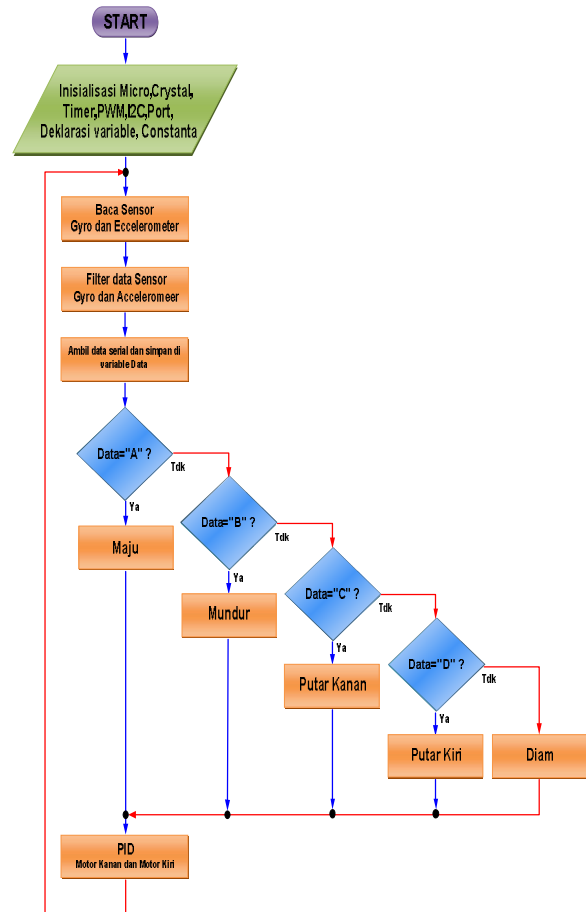 START
Inisialisasi Micro,Crystal,
Timer,PWM,I2C,Port,
Deklarasi variable, Constanta
Baca Sensor
Gyro dan Eccelerometer
Filter data Sensor
Gyro dan Acceleromeer
Ambil data serial dan simpan di
variable Data
Data="A" ?
Tdk
Ya
Maju
Data="B" ?
Tdk
Ya
Mundur
Data="C" ?
Tdk
Ya
Putar Kanan
Data="D" ?
Tdk
Ya
Putar Kiri
Diam
PID
Motor Kanan dan Motor Kiri